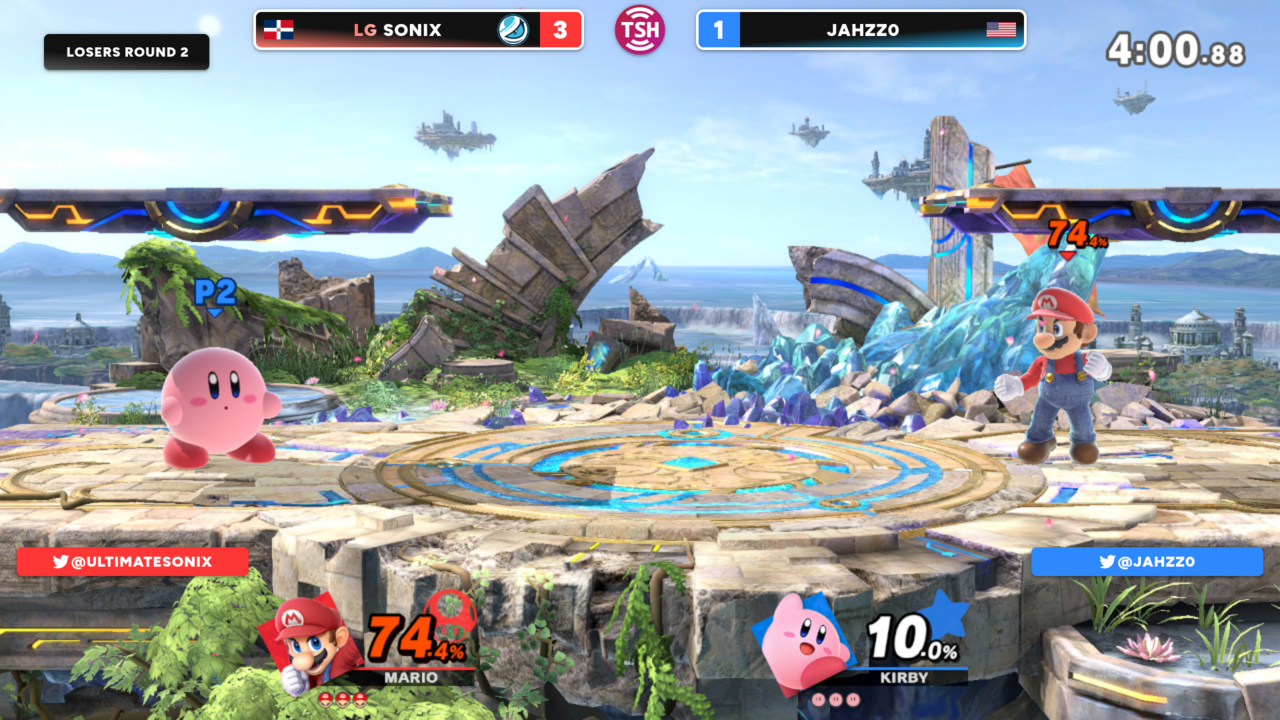 LOSERS ROUND 2
LG SONIX
3
TSH
1
JAHZZ0
4:00.88
74.4%
P2
M
@ULTIMATESONIX
@JAHZZ0
M
74.4%
MARIO
10.0%
KIRBY